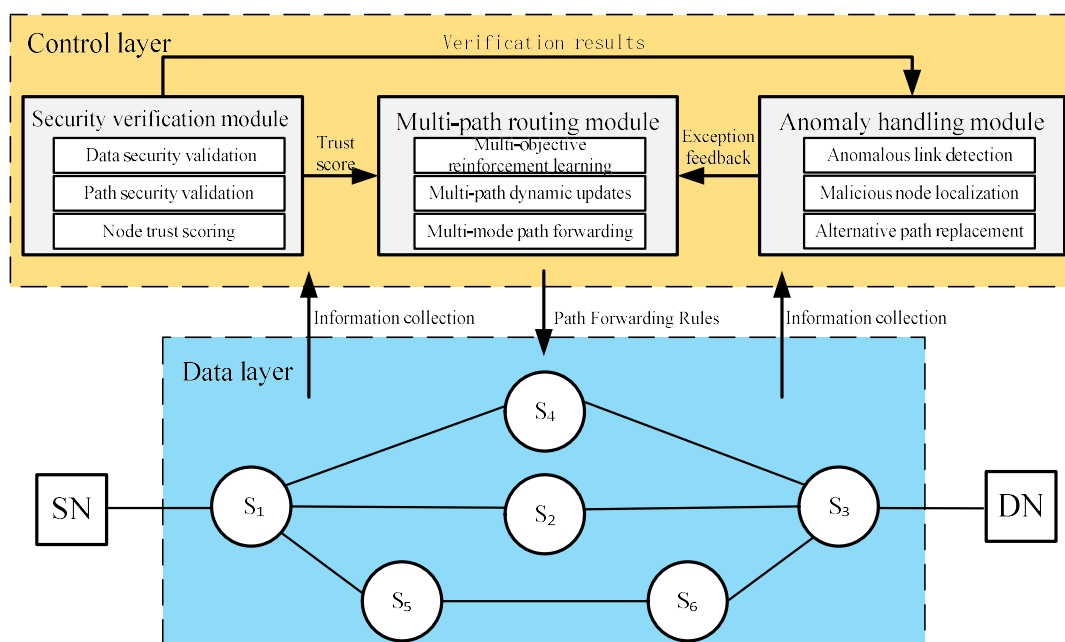 Control layer
Verification results
Security verification module
Data security validation
Path security validation
Node trust scoring
Trust
score
Multi-path routing module
Multi-objective
reinforcement learning
Multi-path dynamic updates
Multi-mode path forwarding
Exception
feedback
Anomaly handling module
Anomalous link detection
Malicious node localization
Alternative path replacement
Information collection
Path Forwarding Rules
Information collection
Data layer
S₄
SN
S₁
S₂
S₃
DN
S₅
S₆